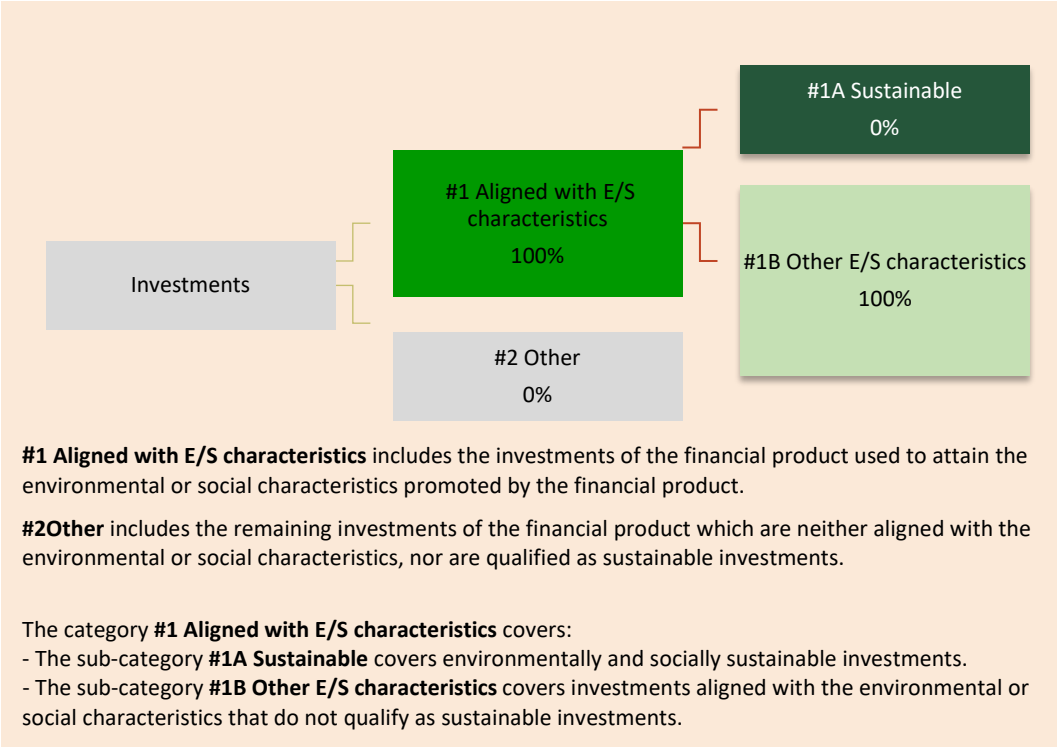 #1A Sustainable
0%
#1 Aligned with E/S
characteristics
100%
#1B Other E/S characteristics
100%
Investments
#2 Other
0%
#1 Aligned with E/S characteristics includes the investments of the financial product used to attain the
environmental or social characteristics promoted by the financial product.
#2Other includes the remaining investments of the financial product which are neither aligned with the
environmental or social characteristics, nor are qualified as sustainable investments.
The category #1 Aligned with E/S characteristics covers:
- The sub-category #1A Sustainable covers environmentally and socially sustainable investments.
- The sub-category #1B Other E/S characteristics covers investments aligned with the environmental or
social characteristics that do not qualify as sustainable investments.